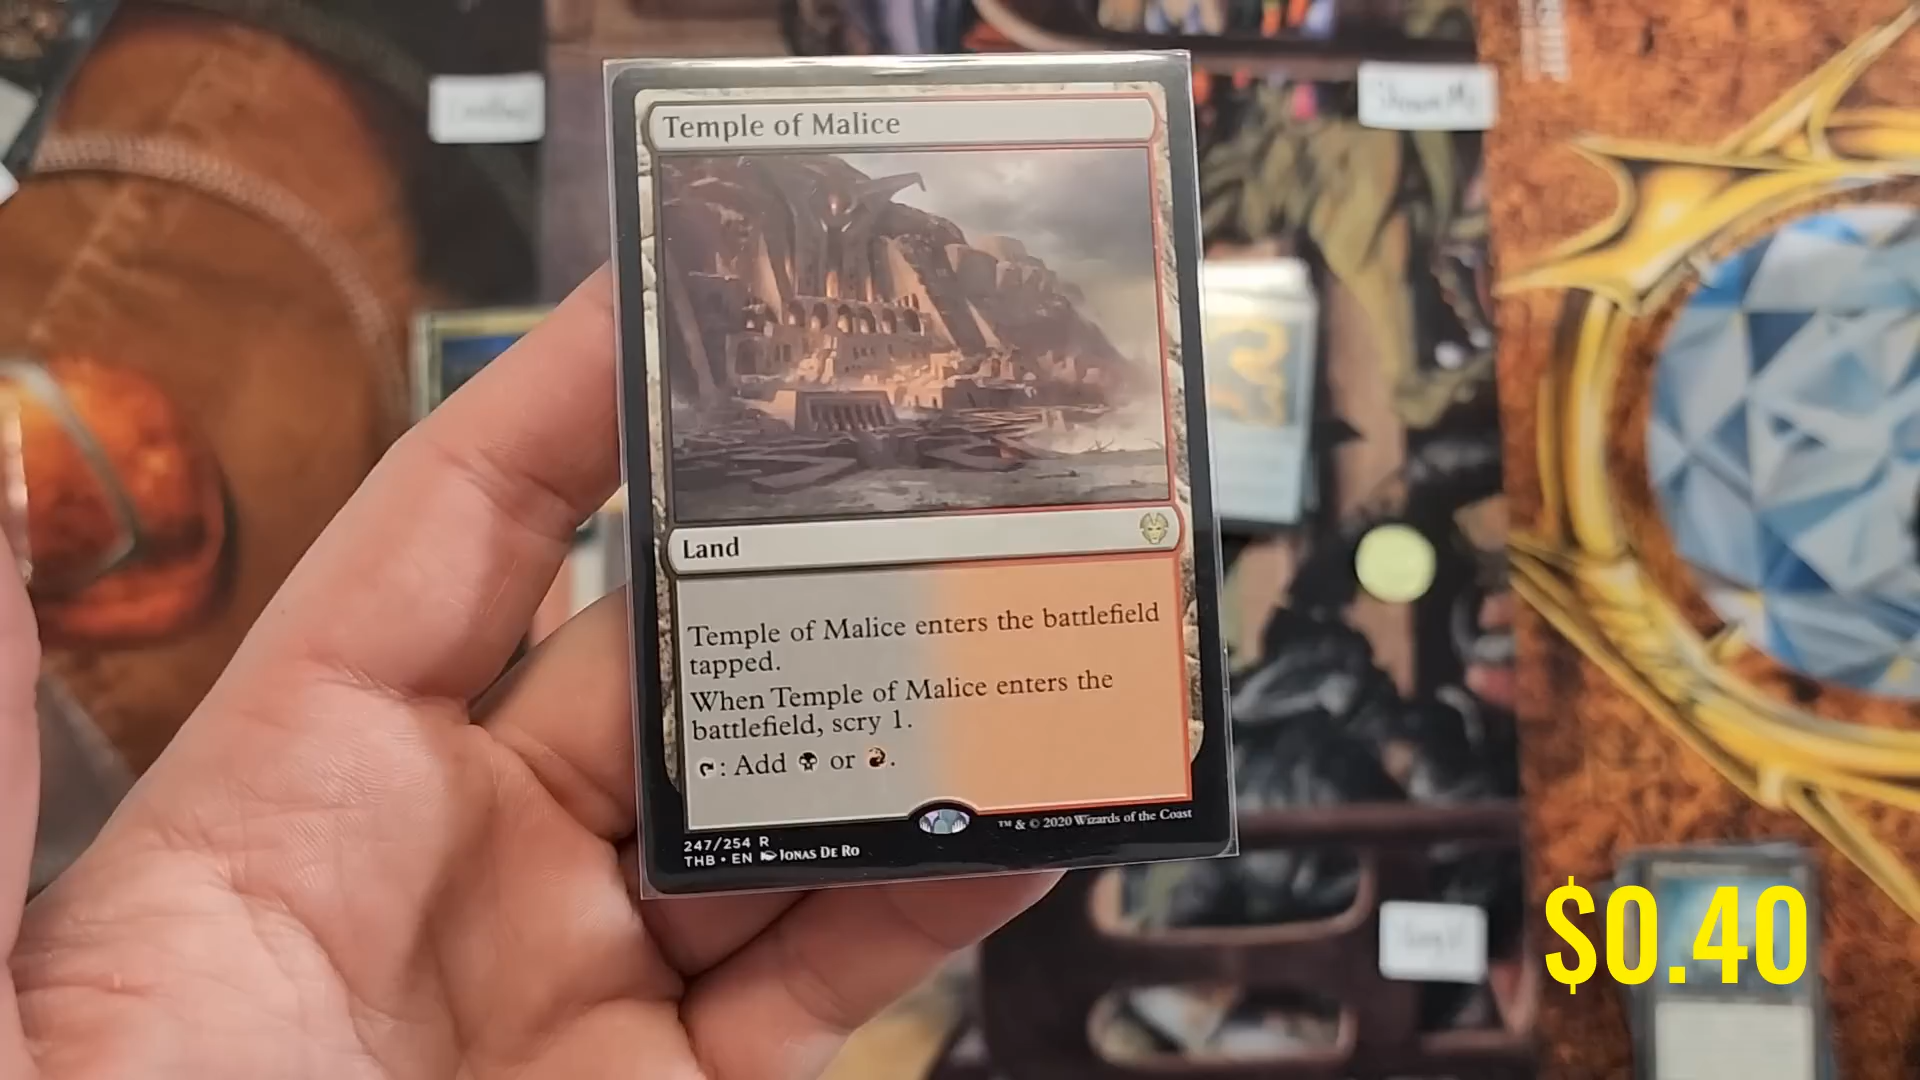 Temple of Malice
Land
Temple of Malice enters the battlefield
tapped.
When Temple of Malice enters the
battlefield, scry 1.
: Add or .
247/254 R
THB • EN Jonas De Ro
™ & © 2020 Wizards of the Coast
$0.40